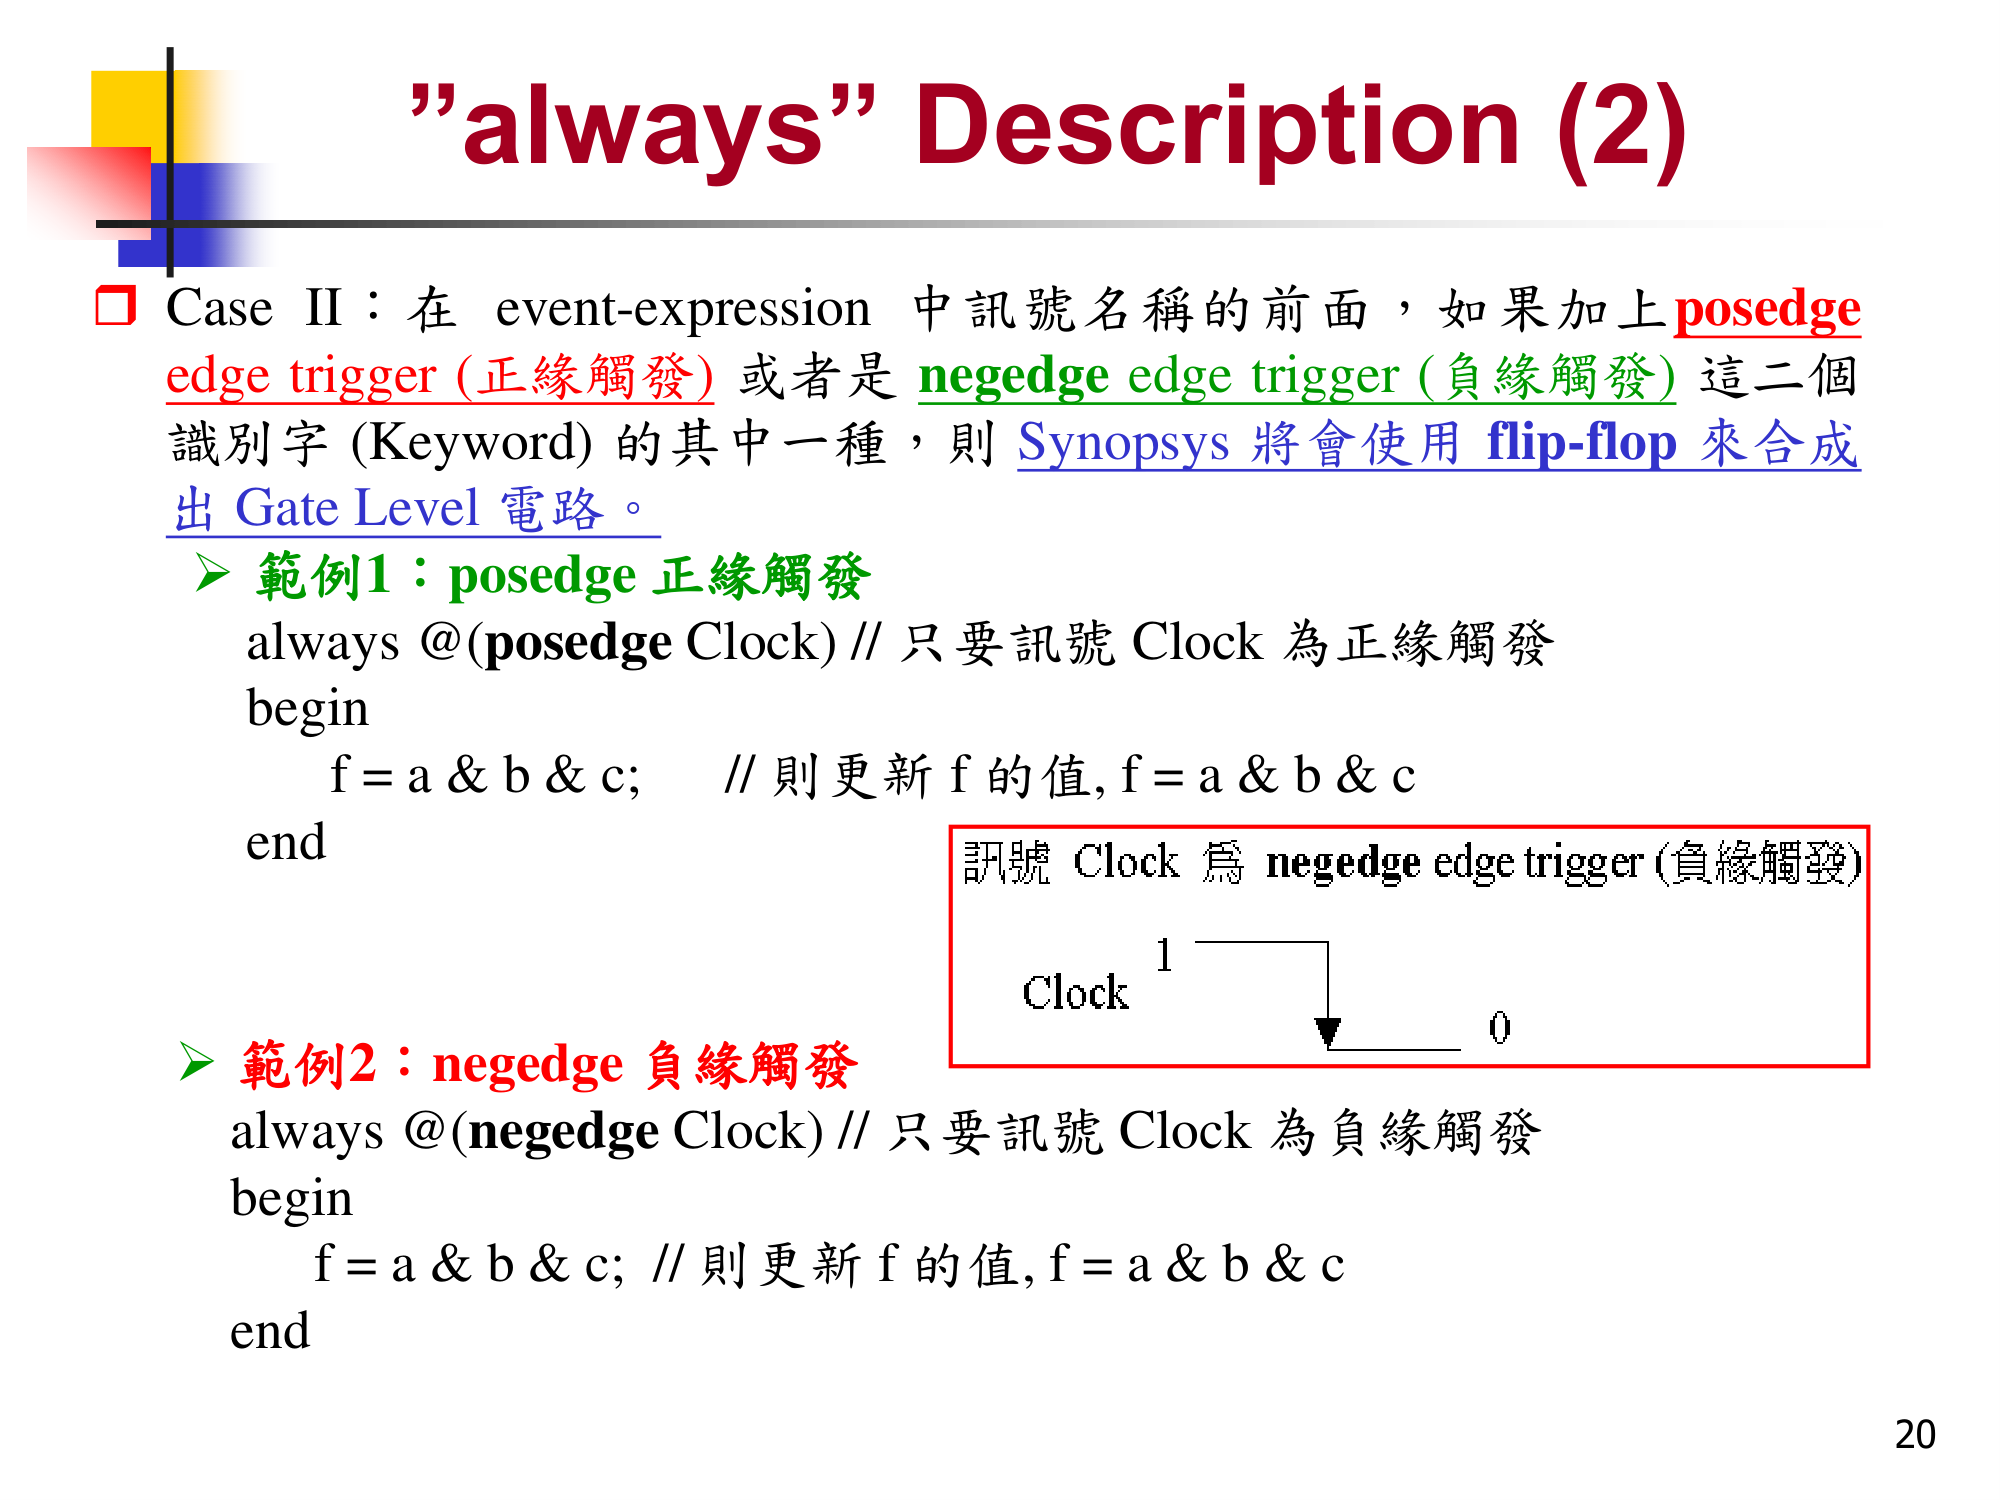 ”always” Description (2)
Case II：在 event-expression 中訊號名稱的前面，如果加上posedge
edge trigger (正緣觸發) 或者是 negedge edge trigger (負緣觸發) 這二個
識別字 (Keyword) 的其中一種，則 Synopsys 將會使用 flip-flop 來合成
出 Gate Level 電路。
範例1：posedge 正緣觸發
always @(posedge Clock) // 只要訊號 Clock 為正緣觸發
begin
f = a & b & c; // 則更新 f 的值, f = a & b & c
end
訊號 Clock 為 negedge edge trigger (負緣觸發)
1
Clock
0
範例2：negedge 負緣觸發
always @(negedge Clock) // 只要訊號 Clock 為負緣觸發
begin
f = a & b & c; // 則更新 f 的值, f = a & b & c
end
20